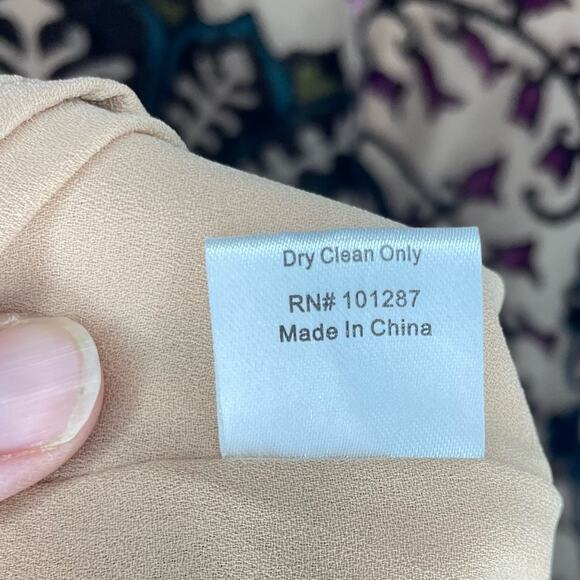 Dry Clean Only
RN# 101287
Made In China